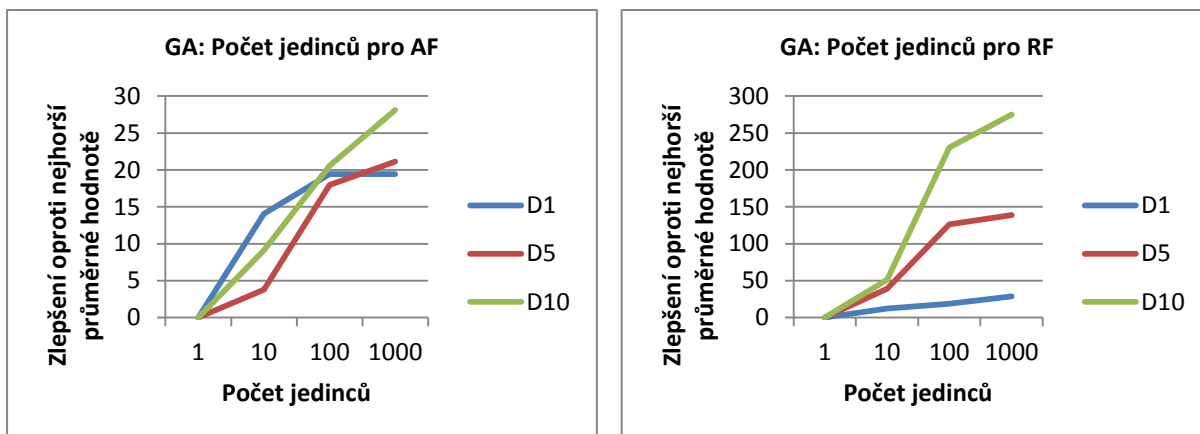 GA: Počet jedinců pro AF
Zlepšení oproti nejhorší
průměrné hodnotě
30
25
20
15
10
5
0
1 10 100 1000
Počet jedinců
D1
D5
D10
GA: Počet jedinců pro RF
Zlepšení oproti nejhorší
průměrné hodnotě
300
250
200
150
100
50
0
1 10 100 1000
Počet jedinců
D1
D5
D10